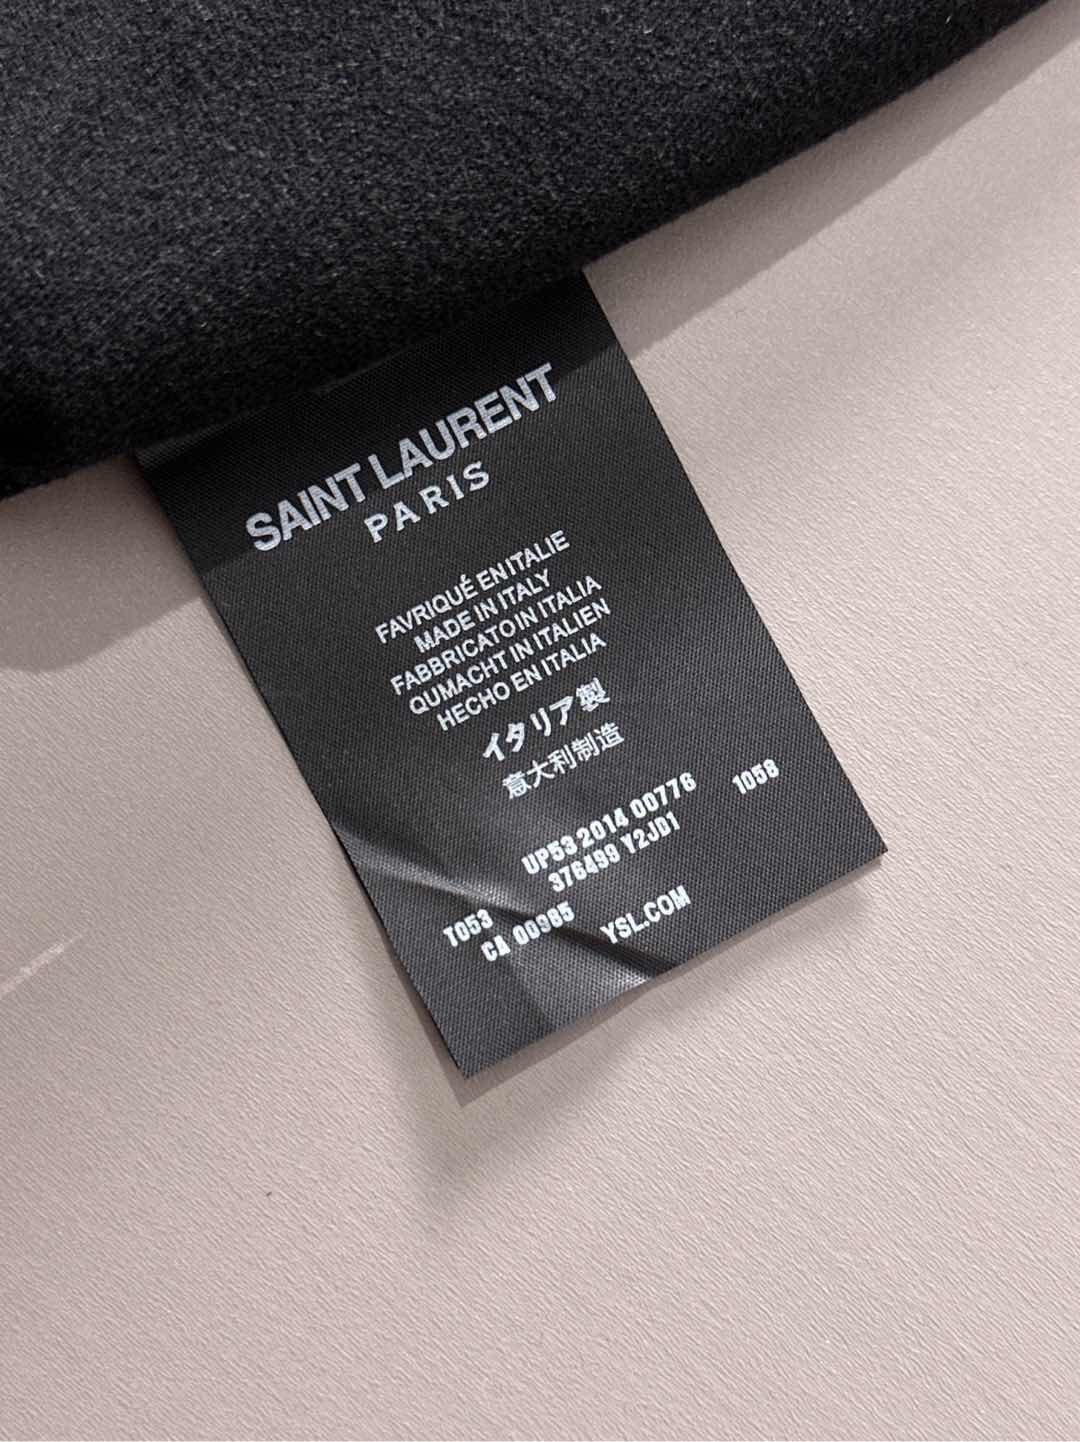 SAINT LAURENT
PARIS
FAVRIQUÉ EN ITALIE
MADE IN ITALY
FABBRICATO IN ITALIA
QUMACHT IN ITALIEN
HECHO EN ITALIA
イタリア製
意大利制造
UP53 2014 00776 1058
376499 Y2JD1
T053
CA 00985 YSL.COM